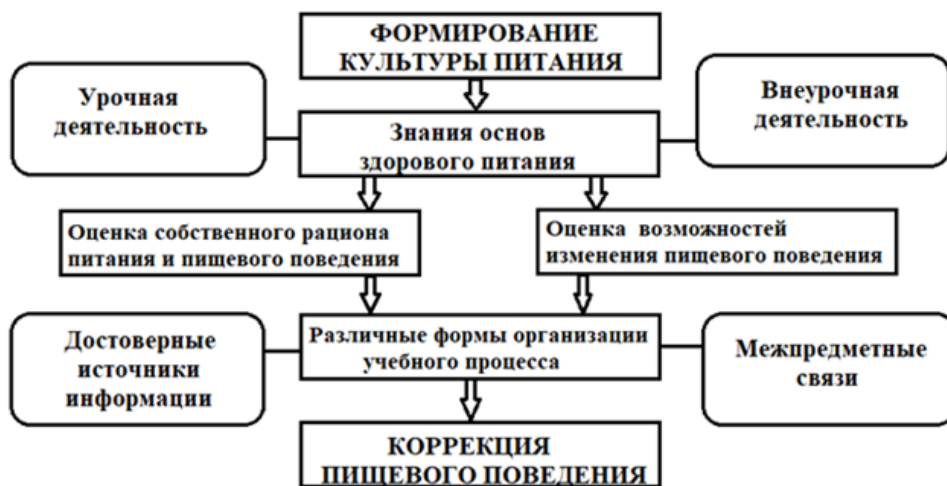 ФОРМИРОВАНИЕ
КУЛЬТУРЫ ПИТАНИЯ
Урочная
деятельность
Внеурочная
деятельность
Знания основ
здорового питания
Оценка собственного рациона
питания и пищевого поведения
Оценка возможностей
изменения пищевого поведения
Достоверные
источники
информации
Различные формы организации
учебного процесса
Межпредметные
связи
КОРРЕКЦИЯ
ПИЩЕВОГО ПОВЕДЕНИЯ